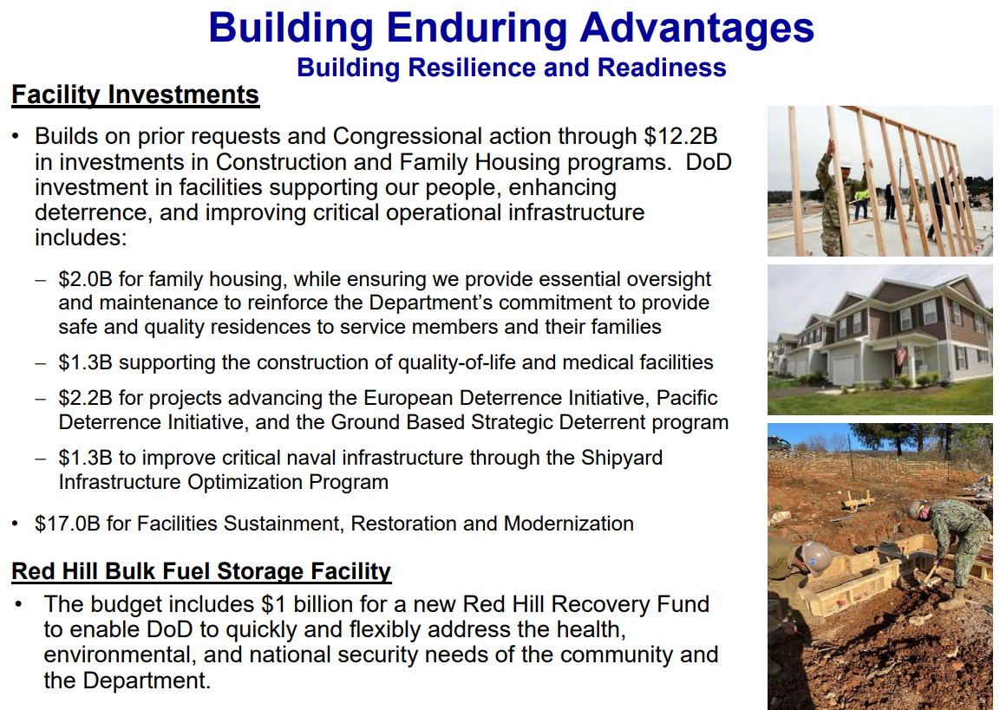 Building Enduring Advantages
Building Resilience and Readiness
Facility Investments
• Builds on prior requests and Congressional action through $12.2B
in investments in Construction and Family Housing programs.  DoD
investment in facilities supporting our people, enhancing
deterrence, and improving critical operational infrastructure
includes:
– $2.0B for family housing, while ensuring we provide essential oversight
and maintenance to reinforce the Department’s commitment to provide
safe and quality residences to service members and their families
– $1.3B supporting the construction of quality-of-life and medical facilities
– $2.2B for projects advancing the European Deterrence Initiative, Pacific
Deterrence Initiative, and the Ground Based Strategic Deterrent program
– $1.3B to improve critical naval infrastructure through the Shipyard
Infrastructure Optimization Program
• $17.0B for Facilities Sustainment, Restoration and Modernization
Red Hill Bulk Fuel Storage Facility
• The budget includes $1 billion for a new Red Hill Recovery Fund
to enable DoD to quickly and flexibly address the health,
environmental, and national security needs of the community and
the Department.